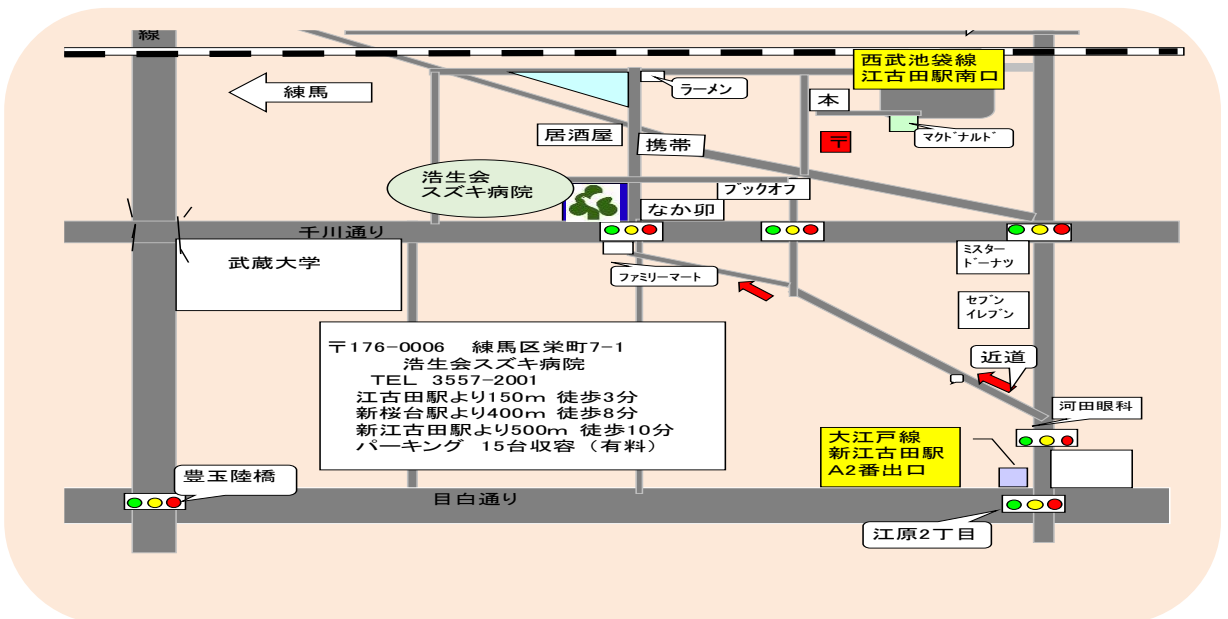 線
西武池袋線
江古田駅南口
練馬
ラーメン
本
居酒屋
携帯
〒
マクドナルド
浩生会
スズキ病院
ブックオフ
なか卯
千川通り
ミスター
ドーナツ
武蔵大学
ファミリーマート
セブン
イレブン
〒176-0006 練馬区栄町7-1
浩生会スズキ病院
TEL 3557-2001
江古田駅より150m 徒歩3分
新桜台駅より400m 徒歩8分
新江古田駅より500m 徒歩10分
パーキング 15台収容 (有料)
近道
河田眼科
大江戸線
新江古田駅
A2番出口
豊玉陸橋
目白通り
江原2丁目